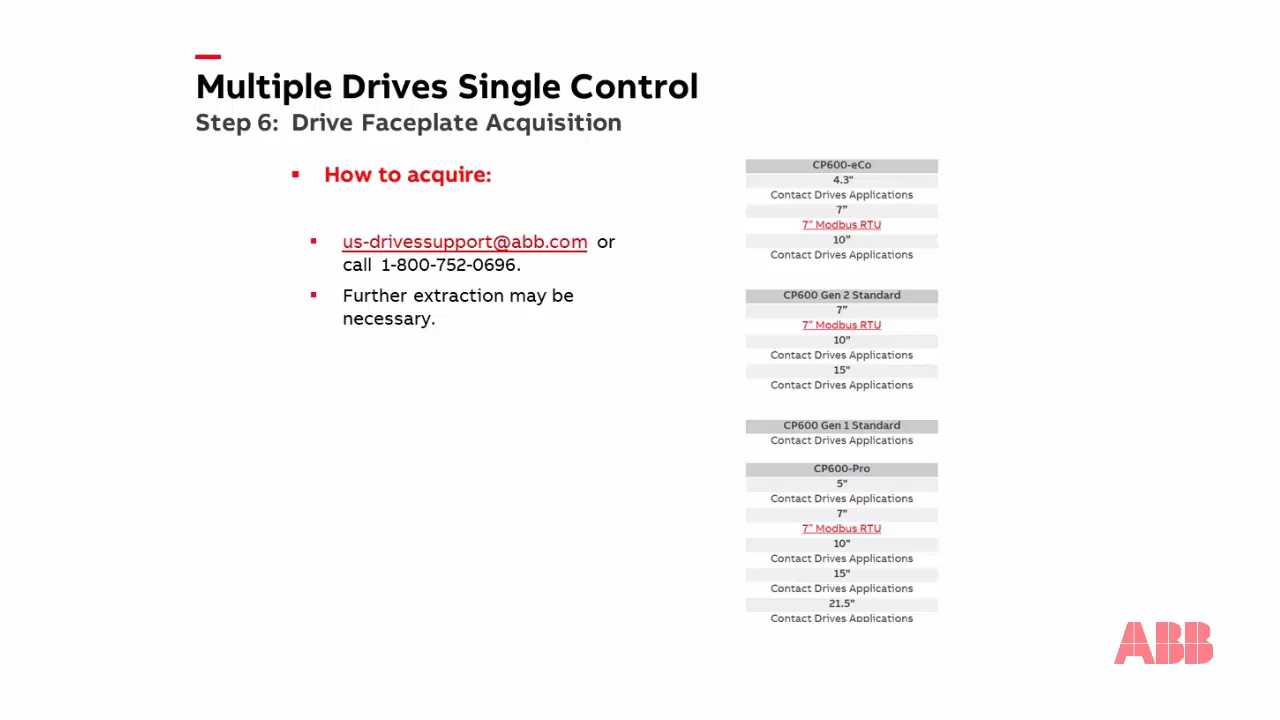 Multiple Drives Single Control
Step 6: Drive Faceplate Acquisition
▪ How to acquire:
▪ us-drivessupport@abb.com or
call 1-800-752-0696.
▪ Further extraction may be
necessary.
CP600-eCo
4.3"
Contact Drives Applications
7”
7” Modbus RTU
10”
Contact Drives Applications
CP600 Gen 2 Standard
7”
7” Modbus RTU
10"
Contact Drives Applications
15"
Contact Drives Applications
CP600 Gen 1 Standard
Contact Drives Applications
CP600-Pro
5"
Contact Drives Applications
7"
7” Modbus RTU
10"
Contact Drives Applications
15"
Contact Drives Applications
21.5"
Contact Drives Applications
ABB